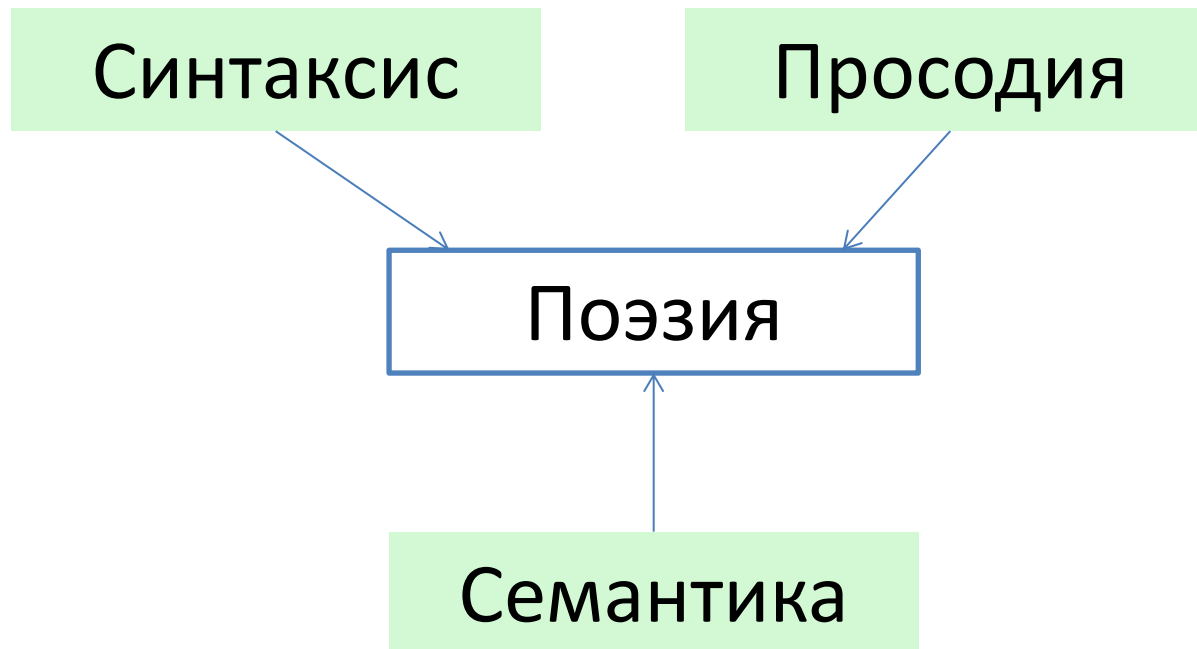 Синтаксис
Просодия
Поэзия
Семантика